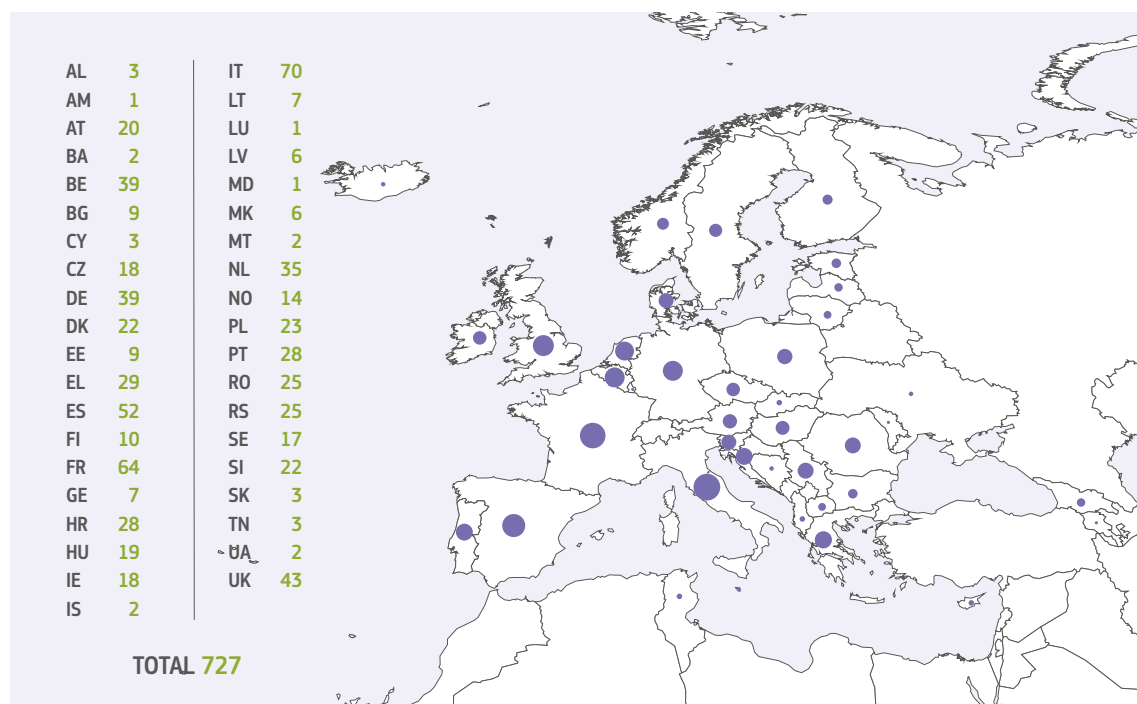 AL 3
AM 1
AT 20
BA 2
BE 39
BG 9
CY 3
CZ 18
DE 39
DK 22
EE 9
EL 29
ES 52
FI 10
FR 64
GE 7
HR 28
HU 19
IE 18
IS 2
IT 70
LT 7
LU 1
LV 6
MD 1
MK 6
MT 2
NL 35
NO 14
PL 23
PT 28
RO 25
RS 25
SE 17
SI 22
SK 3
TN 3
UA 2
UK 43
TOTAL 727